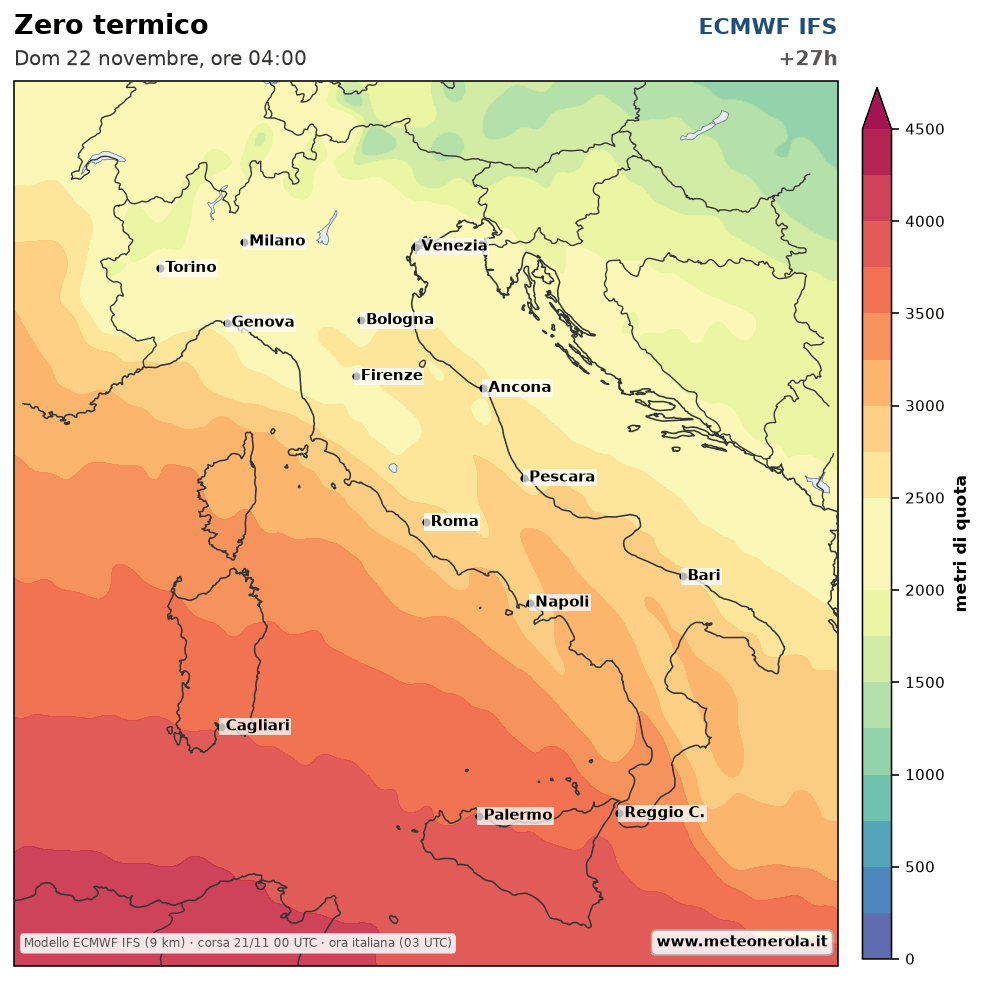 Zero termico
ECMWF IFS
Dom 22 novembre, ore 04:00
+27h
4500
4000
3500
3000
2500
2000
1500
1000
500
0
metri di quota
Milano
Venezia
Torino
Genova
Bologna
Firenze
Ancona
Pescara
Roma
Bari
Napoli
Cagliari
Palermo
Reggio C.
Modello ECMWF IFS (9 km) · corsa 21/11 00 UTC · ora italiana (03 UTC)
www.meteonerola.it